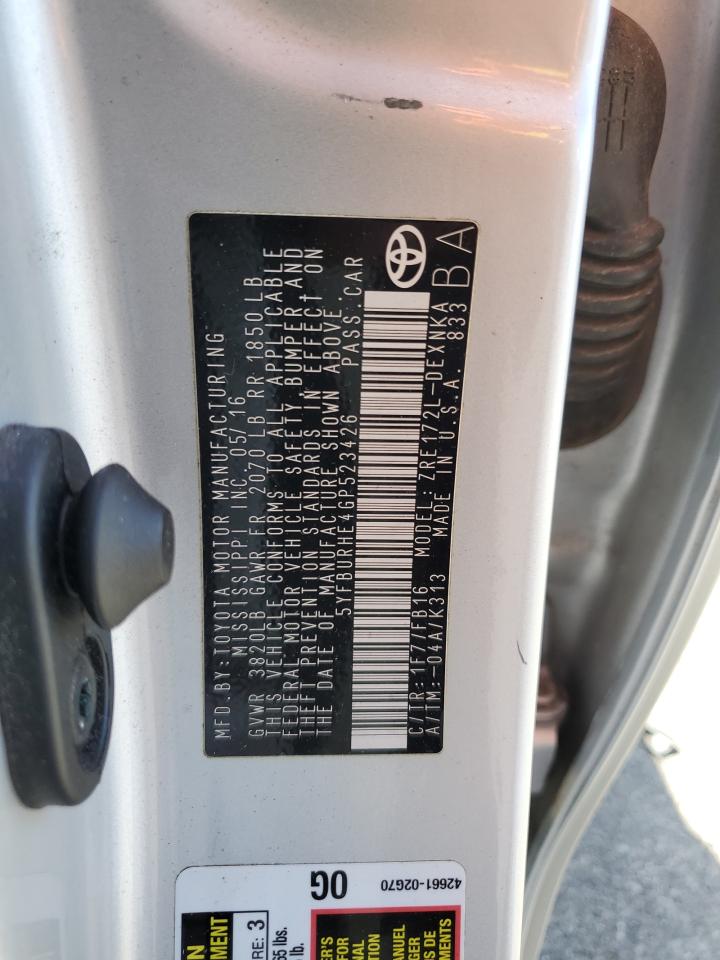 MFD. BY: TOYOTA MOTOR MANUFACTURING
MISSISSIPPI INC. 05/16
GVWR 3820LB GAWR FR 2070 LB RR 1850 LB
THIS VEHICLE CONFORMS TO ALL APPLICABLE
FEDERAL MOTOR VEHICLE SAFETY, BUMPER AND
THEFT PREVENTION STANDARDS IN EFFECT ON
THE DATE OF MANUFACTURE SHOWN ABOVE.
5YFBURHE4GP523426 PASS. CAR
C/TR: 1F7/FB16 MODEL: ZRE172L-DEXNKA
A/TM: -04A/K313 MADE IN U.S.A. 833
BA
0G
42661-02G70